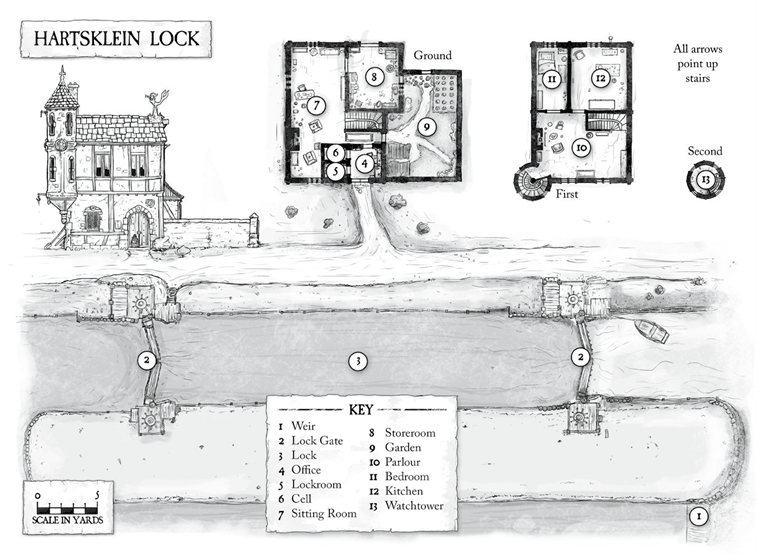 HARTSKLEIN LOCK
Ground
7
8
9
6
4
5
11
12
10
First
All arrows
point up
stairs
Second
13
2
3
2
KEY
1 Weir
2 Lock Gate
3 Lock
4 Office
5 Lockroom
6 Cell
7 Sitting Room
8 Storeroom
9 Garden
10 Parlour
11 Bedroom
12 Kitchen
13 Watchtower
0 5
SCALE IN YARDS
1